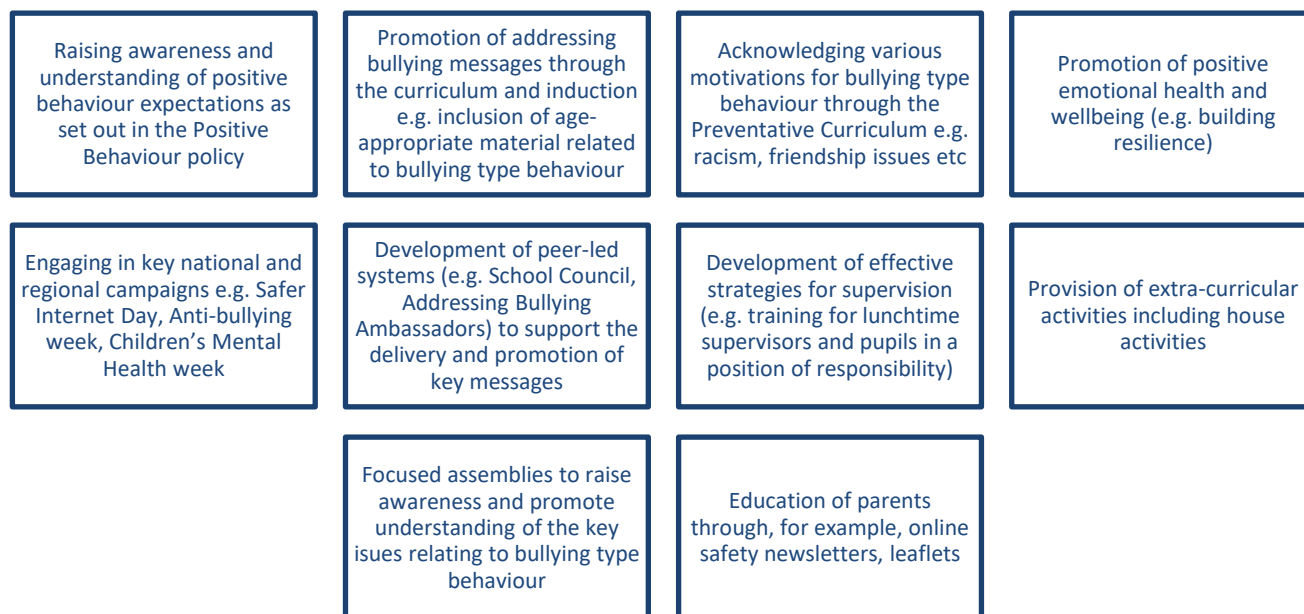 Raising awareness and
understanding of positive
behaviour expectations as
set out in the Positive
Behaviour policy
Promotion of addressing
bullying messages through
the curriculum and induction
e.g. inclusion of age-
appropriate material related
to bullying type behaviour
Acknowledging various
motivations for bullying type
behaviour through the
Preventative Curriculum e.g.
racism, friendship issues etc
Promotion of positive
emotional health and
wellbeing (e.g. building
resilience)
Engaging in key national and
regional campaigns e.g. Safer
Internet Day, Anti-bullying
week, Children’s Mental
Health week
Development of peer-led
systems (e.g. School Council,
Addressing Bullying
Ambassadors) to support the
delivery and promotion of
key messages
Development of effective
strategies for supervision
(e.g. training for lunchtime
supervisors and pupils in a
position of responsibility)
Provision of extra-curricular
activities including house
activities
Focused assemblies to raise
awareness and promote
understanding of the key
isues relating to bullying type
behaviour
Education of parents
through, for example, online
safety newsletters, leaflets